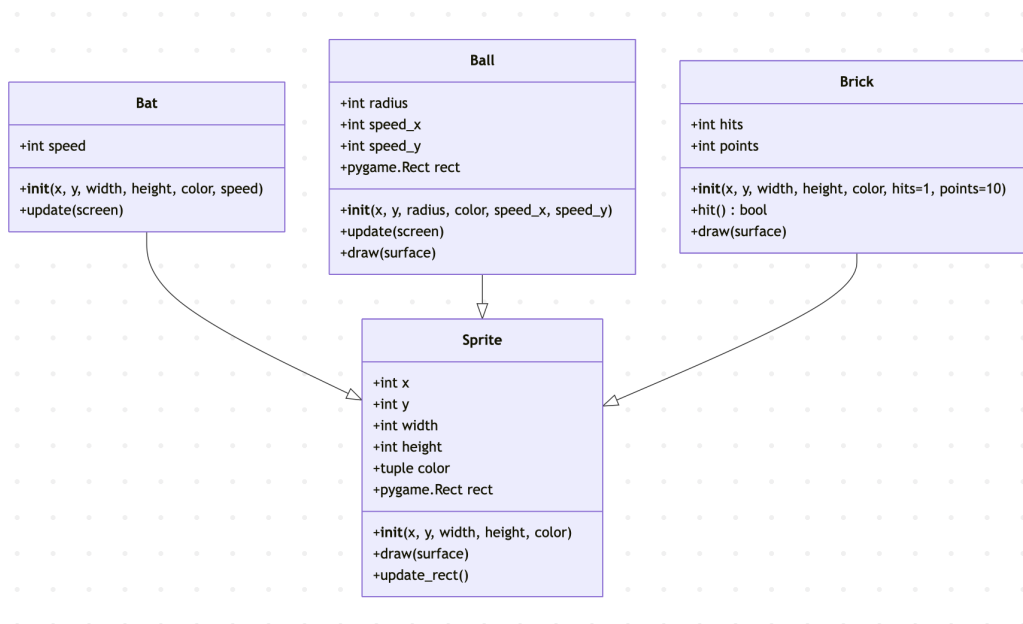 Bat
+int speed
+init(x, y, width, height, color, speed)
+update(screen)
Ball
+int radius
+int speed_x
+int speed_y
+pygame.Rect rect
+init(x, y, radius, color, speed_x, speed_y)
+update(screen)
+draw(surface)
Brick
+int hits
+int points
+init(x, y, width, height, color, hits=1, points=10)
+hit() : bool
+draw(surface)
Sprite
+int x
+int y
+int width
+int height
+tuple color
+pygame.Rect rect
+init(x, y, width, height, color)
+draw(surface)
+update_rect()